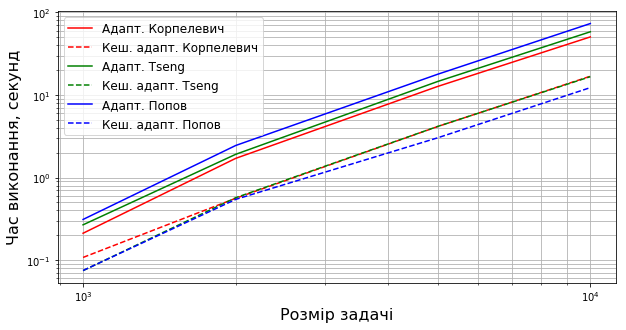 Час виконання, секунд
10²
10¹
10⁰
10⁻¹
Адапт. Корпелевич
Кеш. адапт. Корпелевич
Адапт. Tseng
Кеш. адапт. Tseng
Адапт. Попов
Кеш. адапт. Попов
10³
10⁴
Розмір задачі